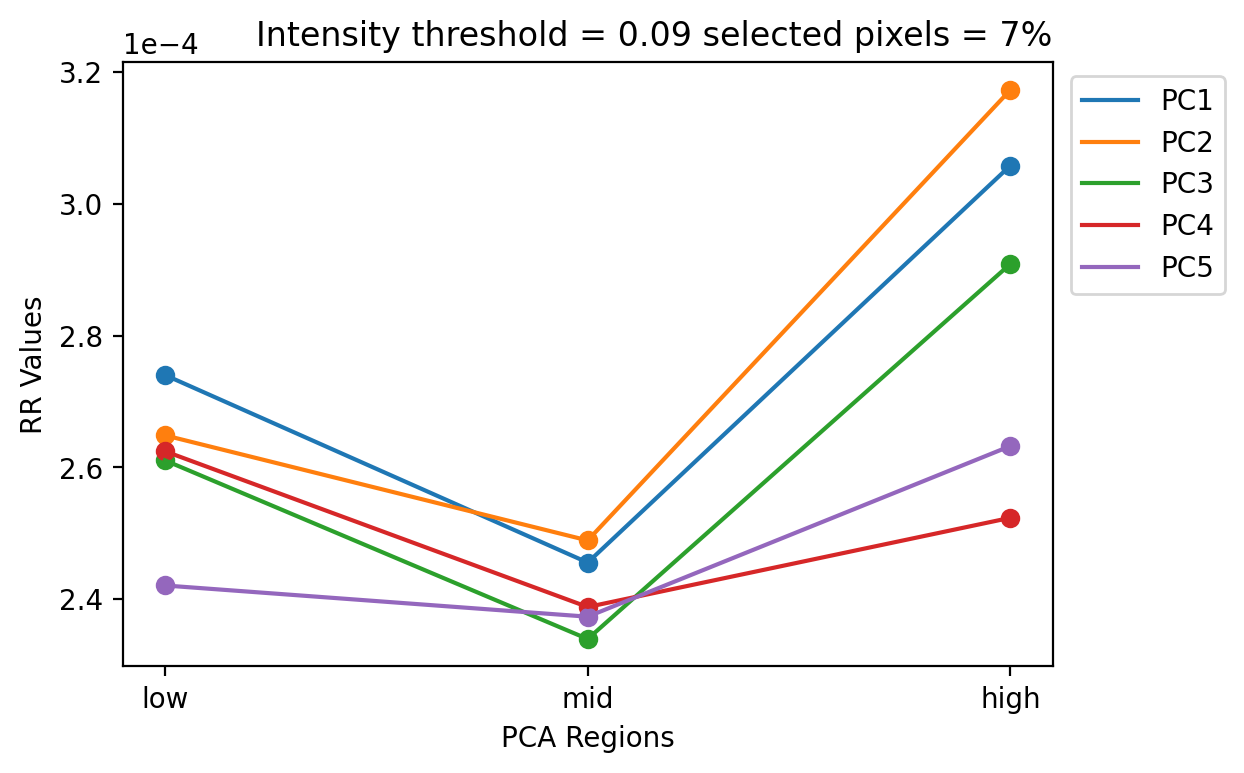 Intensity threshold = 0.09 selected pixels = 7%
1e−4
3.2
3.0
2.8
2.6
2.4
RR Values
low
mid
high
PCA Regions
PC1
PC2
PC3
PC4
PC5